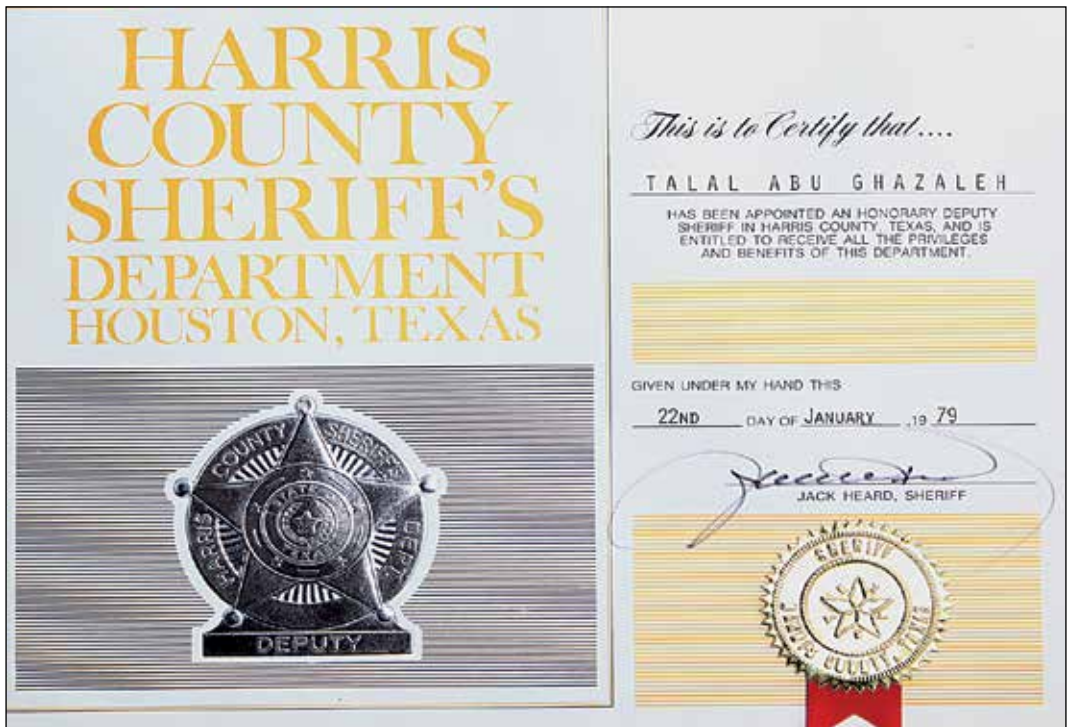 HARRIS
COUNTY
SHERIFF'S
DEPARTMENT
HOUSTON, TEXAS
COUNTY SHERIFF'S
HARRIS DEPT
STATE
TEXAS
DEPUTY
This is to Certify that....
TALAL ABU GHAZALEH
HAS BEEN APPOINTED AN HONORARY DEPUTY
SHERIFF IN HARRIS COUNTY, TEXAS, AND IS
ENTITLED TO RECEIVE ALL THE PRIVILEGES
AND BENEFITS OF THIS DEPARTMENT.
GIVEN UNDER MY HAND THIS
22ND DAY OF JANUARY ,19 79
JACK HEARD, SHERIFF
SHERIFF